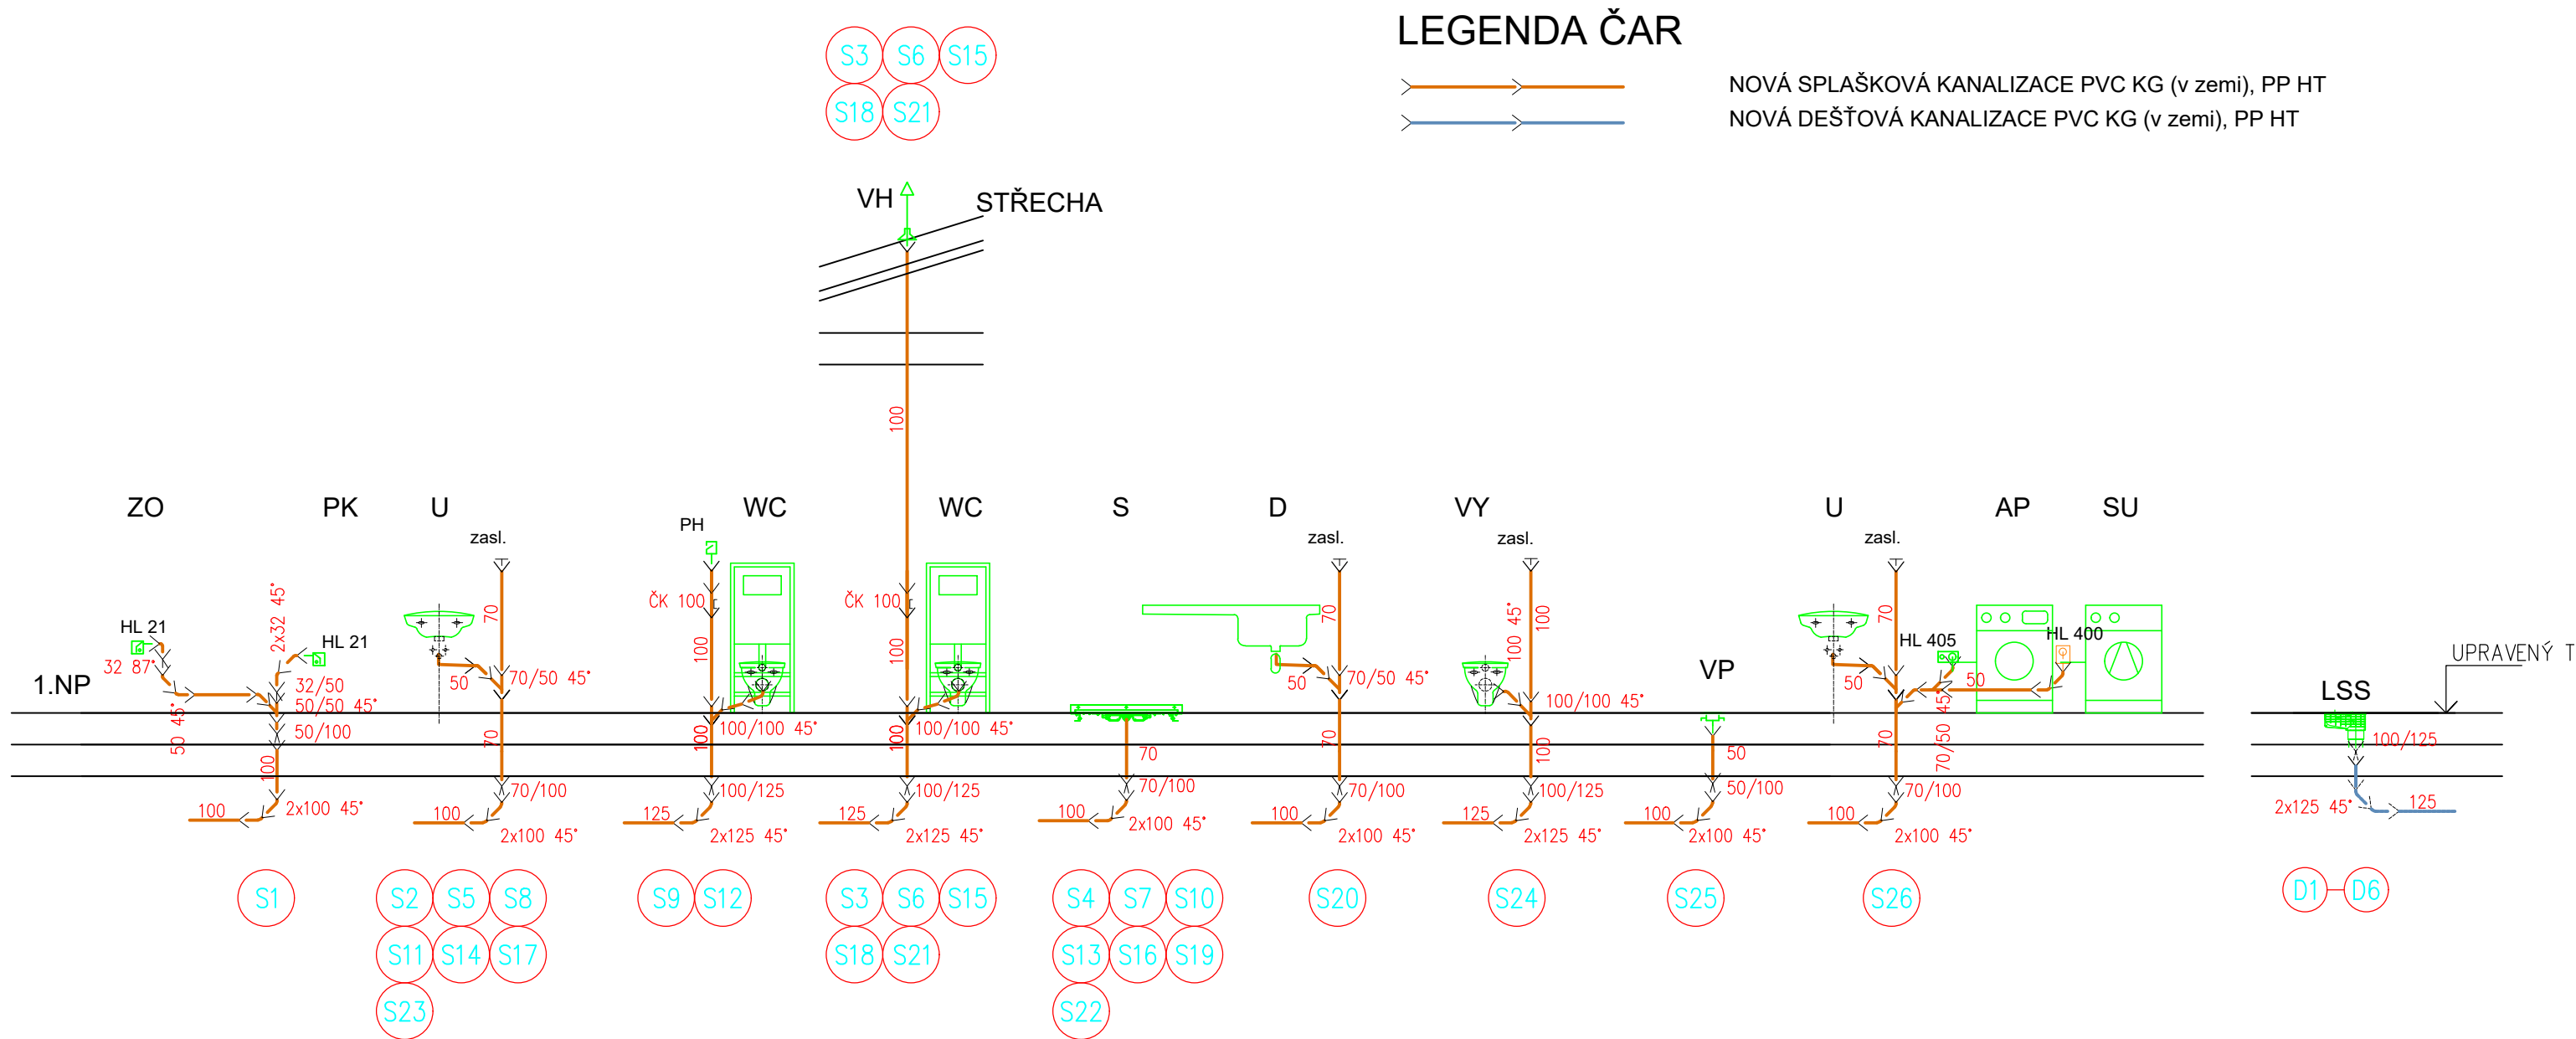 LEGENDA ČAR
NOVÁ SPLAŠKOVÁ KANALIZACE PVC KG (v zemi), PP HT
NOVÁ DEŠŤOVÁ KANALIZACE PVC KG (v zemi), PP HT
S3 S6 S15
S18 S21
VH
STŘECHA
100
ZO PK U WC WC S D VY U AP SU
PH
zasl. zasl. zasl. zasl.
HL 21
32 87°
50 45°
2x32 45°
HL 21
32/50
50/50 45°
50/100
100
2x100 45°
100
1.NP
70
50
70/50 45°
70
70/100
100
2x100 45°
ČK 100
100
100/100 45°
100
100/125
125
2x125 45°
ČK 100
100
100/100 45°
100
100/125
125
2x125 45°
70
70/100
100
2x100 45°
70
50
70/50 45°
70
70/100
100
2x100 45°
100
100 45°
100/100 45°
100
100/125
125
2x125 45°
VP
50
50/100
100
2x100 45°
70
50
HL 405
HL 400
50
70/50 45°
70
70/100
100
2x100 45°
UPRAVENÝ T
LSS
100/125
2x125 45°
125
S1
S2 S5 S8
S11 S14 S17
S23
S9 S12
S3 S6 S15
S18 S21
S4 S7 S10
S13 S16 S19
S22
S20
S24
S25
S26
D1 D6